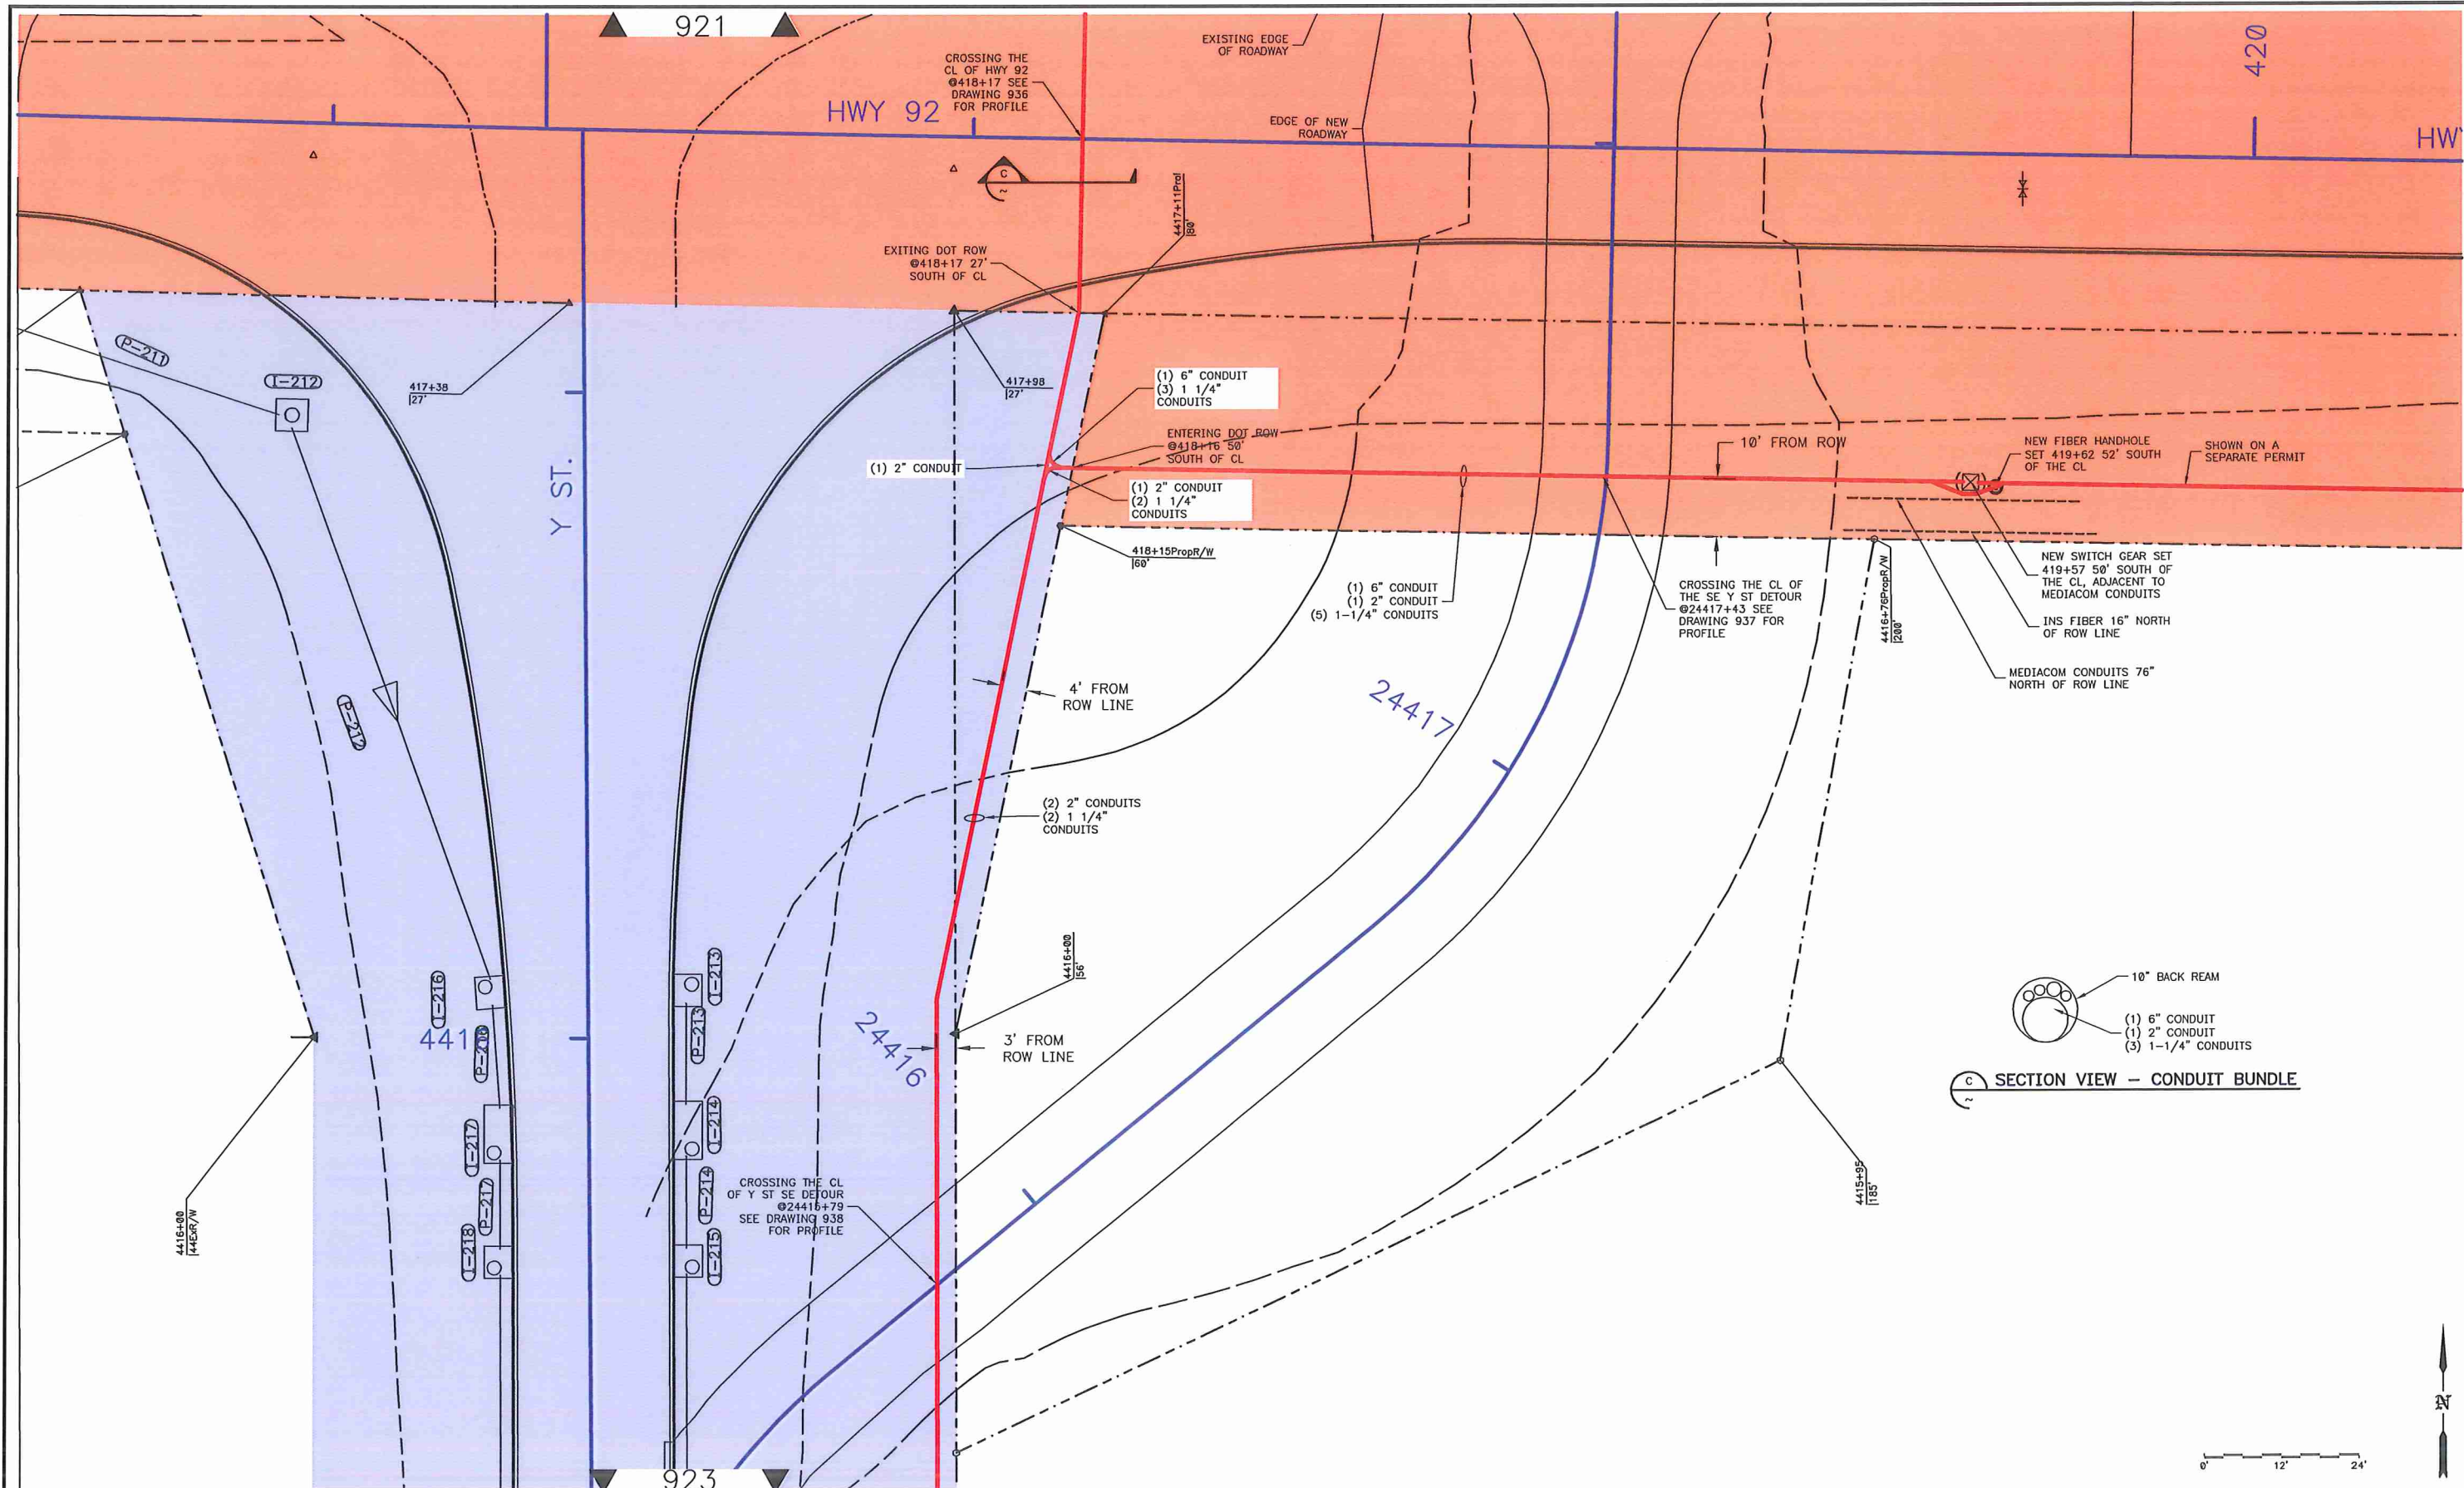 921
EXISTING EDGE
OF ROADWAY
420
CROSSING THE
CL OF HWY 92
@418+17 SEE
DRAWING 936
FOR PROFILE
HWY 92
EDGE OF NEW
ROADWAY
HW
C
~
4417+11PropI
80'
EXITING DOT ROW
@418+17 27'
SOUTH OF CL
P-211
I-212
417+38
27'
417+98
27'
(1) 6" CONDUIT
(3) 1 1/4"
CONDUITS
ENTERING DOT ROW
@418+16 50'
SOUTH OF CL
10' FROM ROW
NEW FIBER HANDHOLE
SET 419+62 52' SOUTH
OF THE CL
SHOWN ON A
SEPARATE PERMIT
(1) 2" CONDUIT
(1) 2" CONDUIT
(2) 1 1/4"
CONDUITS
Y ST.
418+15PropR/W
60'
NEW SWITCH GEAR SET
419+57 50' SOUTH OF
THE CL, ADJACENT TO
MEDIACOM CONDUITS
(1) 6" CONDUIT
(1) 2" CONDUIT
(5) 1-1/4" CONDUITS
CROSSING THE CL OF
THE SE Y ST DETOUR
@24417+43 SEE
DRAWING 937 FOR
PROFILE
4416+76PropR/W
200'
INS FIBER 16" NORTH
OF ROW LINE
MEDIACOM CONDUITS 76"
NORTH OF ROW LINE
P-212
4' FROM
ROW LINE
24417
(2) 2" CONDUITS
(2) 1 1/4"
CONDUITS
4416+00
56'
I-216
I-213
10" BACK REAM
(1) 6" CONDUIT
(1) 2" CONDUIT
(3) 1-1/4" CONDUITS
P-213
24416
3' FROM
ROW LINE
C
~
SECTION VIEW - CONDUIT BUNDLE
I-217
I-214
P-217
P-214
CROSSING THE CL
OF Y ST SE DETOUR
@24416+79
SEE DRAWING 938
FOR PROFILE
4415+95
185'
4416+00
44ExR/W
I-218
I-215
N
923
0'
12'
24'